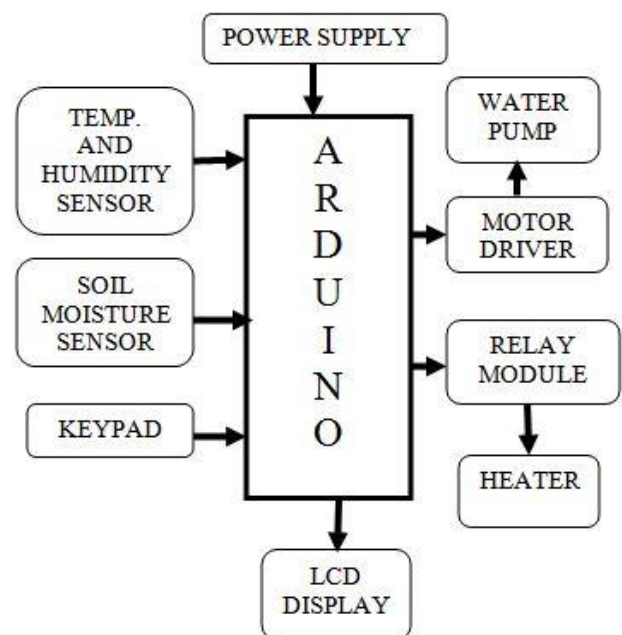 POWER SUPPLY
TEMP.
AND
HUMIDITY
SENSOR
SOIL
MOISTURE
SENSOR
KEYPAD
A
R
D
U
I
N
O
WATER
PUMP
MOTOR
DRIVER
RELAY
MODULE
HEATER
LCD
DISPLAY